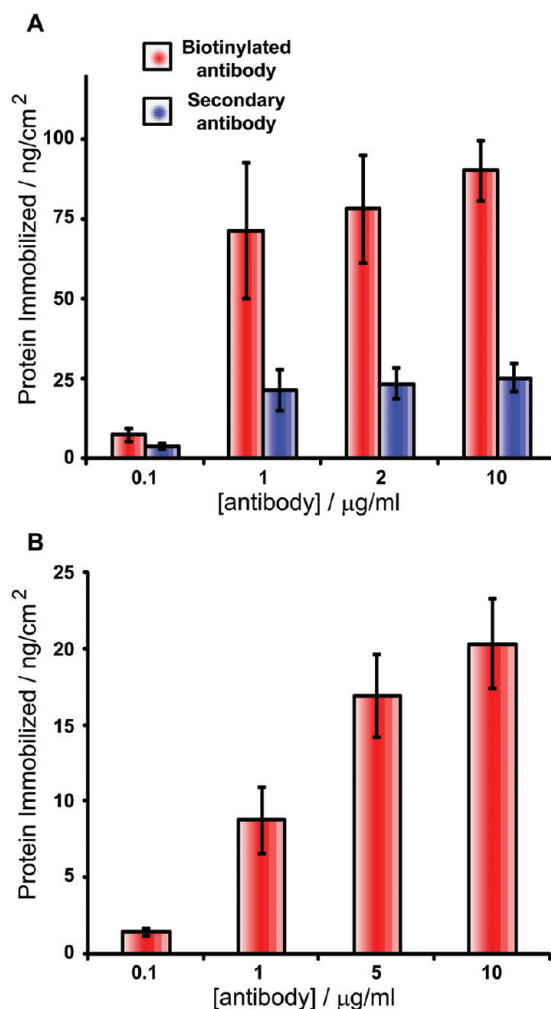 A
Biotinylated
antibody
Secondary
antibody
Protein Immobilized / ng/cm²
100
75
50
25
0
0.1 1 2 10
[antibody] / μg/ml
B
Protein Immobilized / ng/cm²
25
20
15
10
5
0
0.1 1 5 10
[antibody] / μg/ml